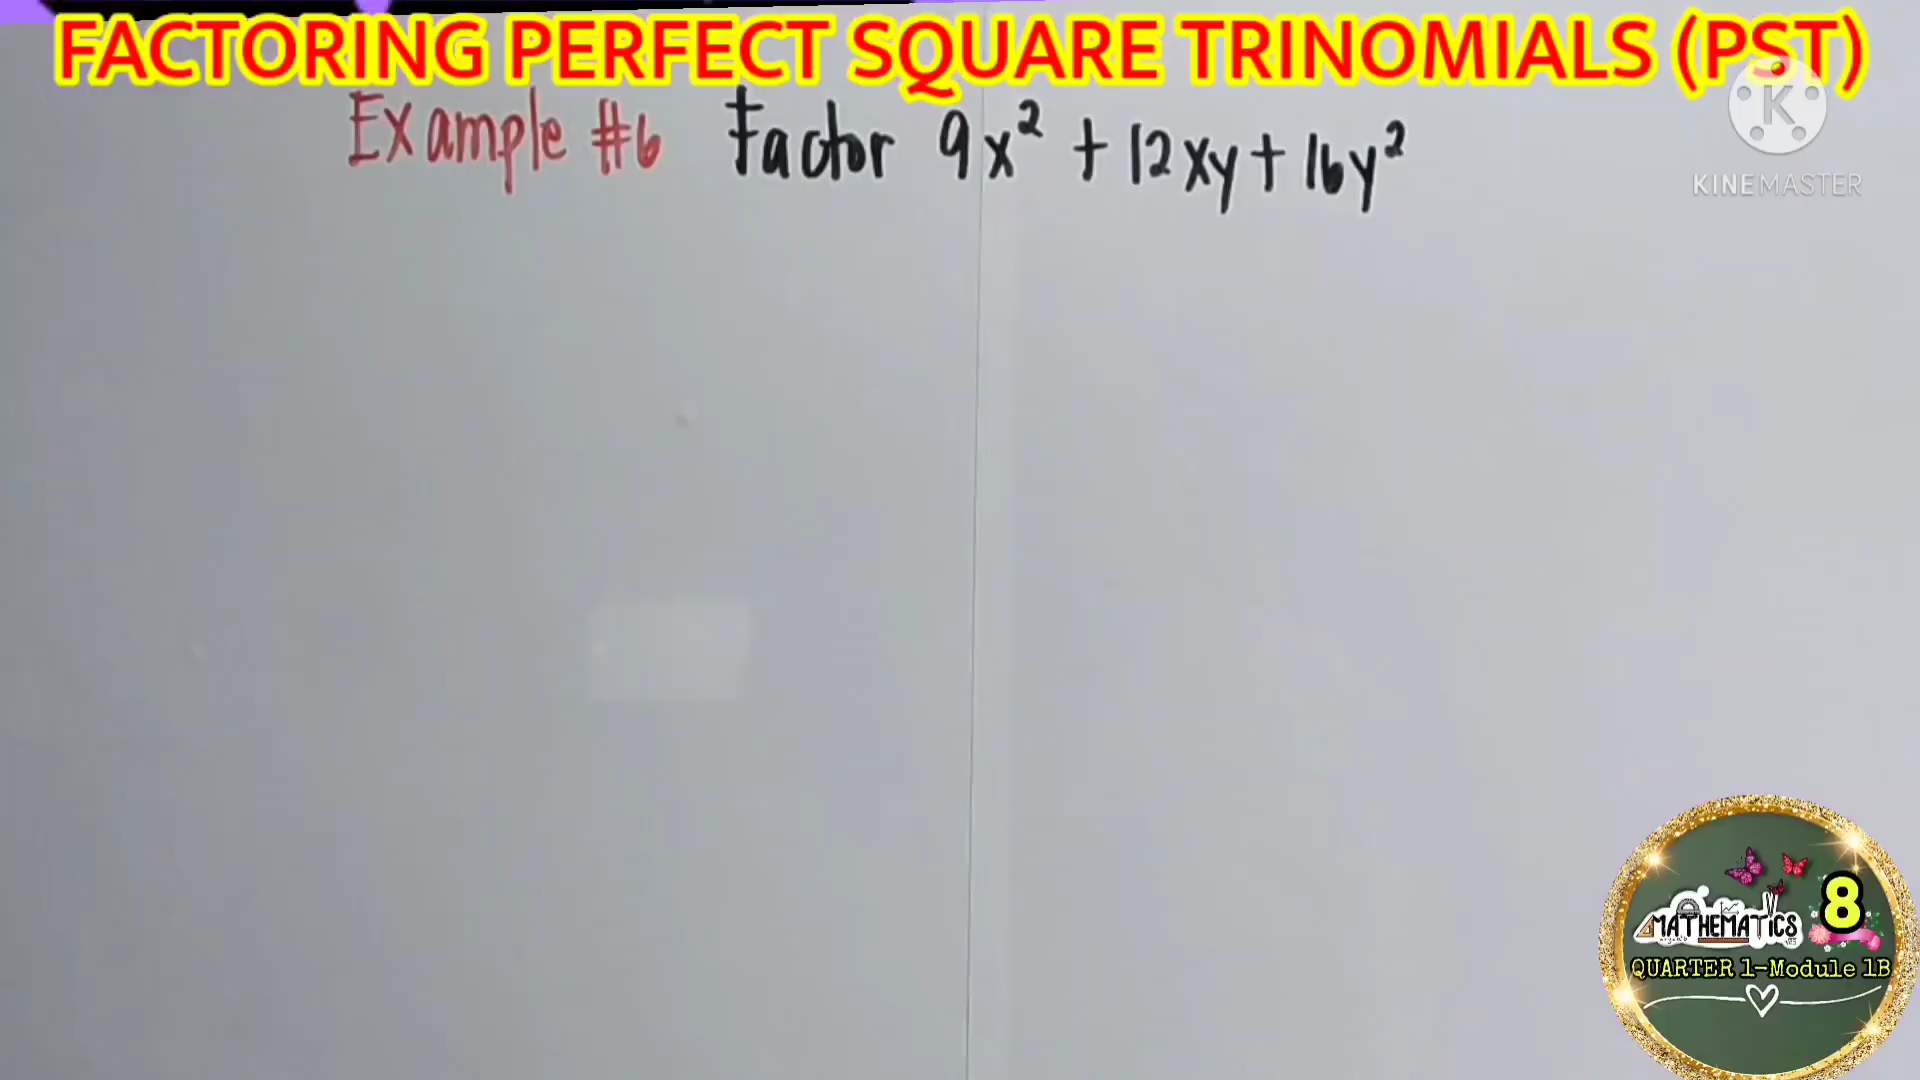 FACTORING PERFECT SQUARE TRINOMIALS (PST)
Example #6 Factor 9x² + 12xy + 16y²
K
KINEMASTER
MATHEMATICS 8
QUARTER 1-Module 1B